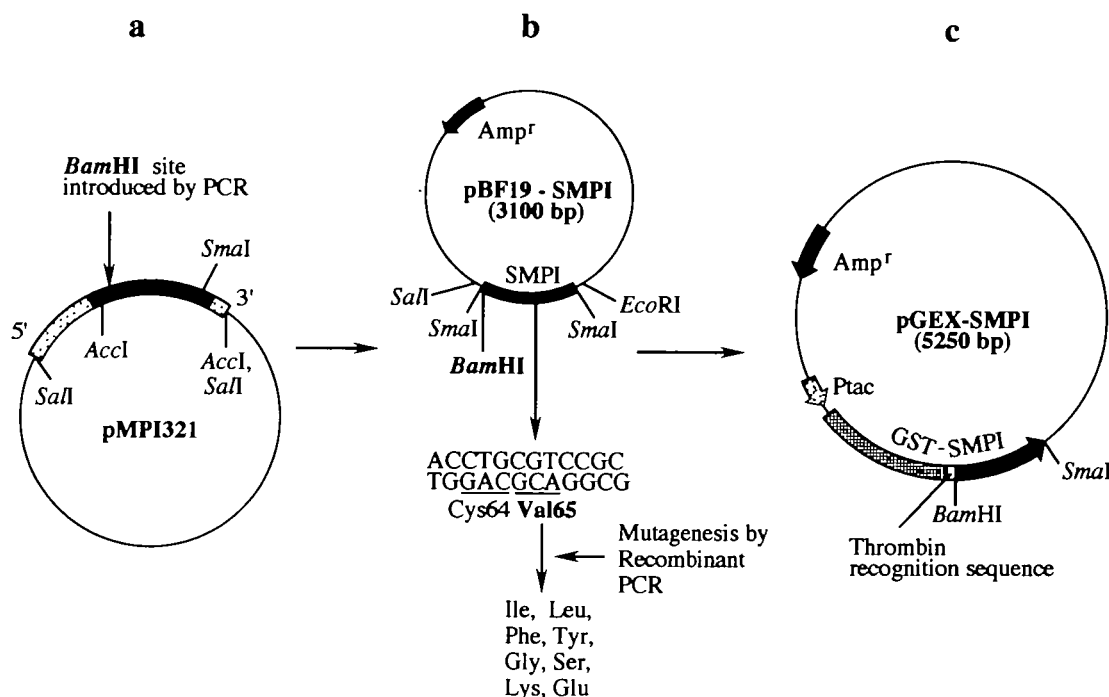 a
b
c
BamHI site
introduced by PCR
SmaI
5'
3'
AccI
AccI,
SalI
SalI
pMPI321
Ampr
pBF19 - SMPI
(3100 bp)
SMPI
SalI
SmaI
BamHI
SmaI
EcoRI
ACCTGCGTCCGC
TGGACGCAGGCG
Cys64 Val65
Mutagenesis by
Recombinant
PCR
Ile, Leu,
Phe, Tyr,
Gly, Ser,
Lys, Glu
Ampr
pGEX-SMPI
(5250 bp)
Ptac
GST-SMPI
SmaI
BamHI
Thrombin
recognition sequence